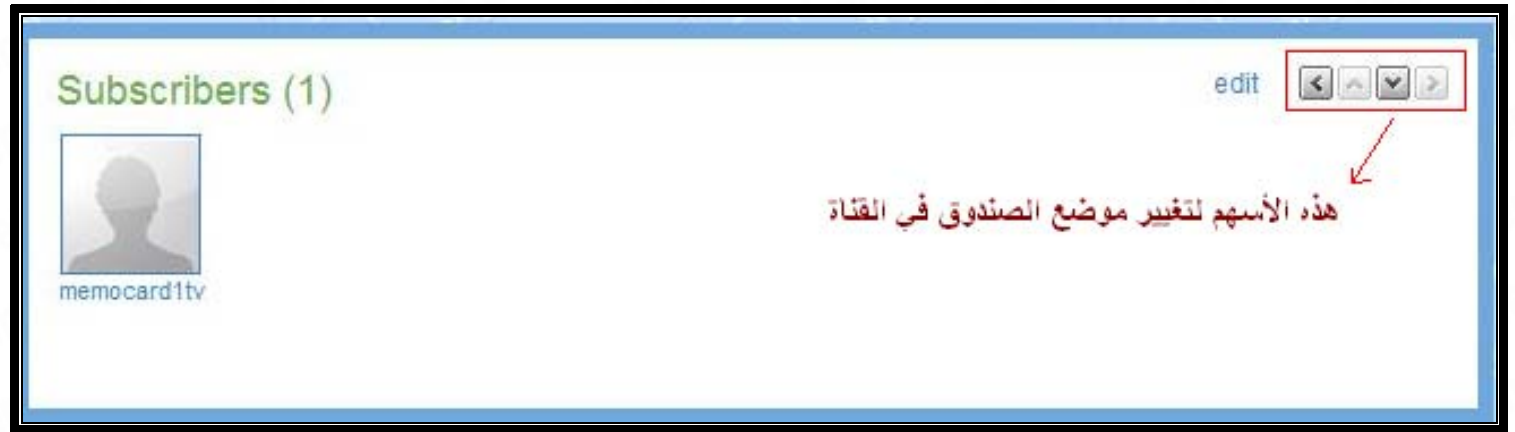 Subscribers (1)
edit
هذه الأسهم لتغيير موضع الصندوق في القناة
memocard1tv